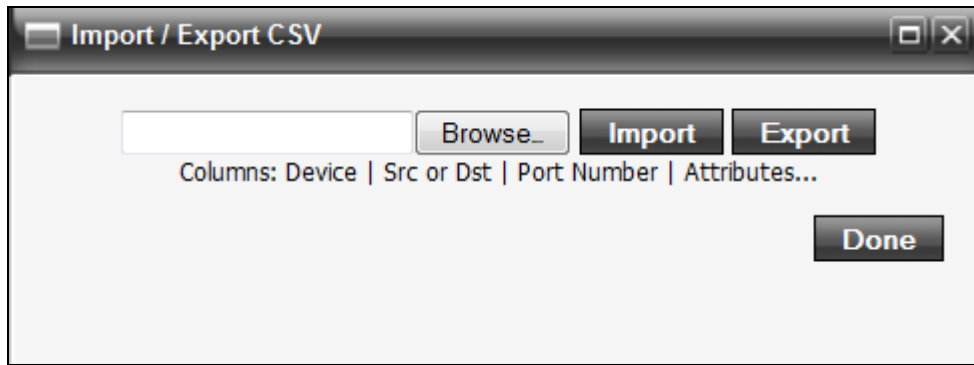 Import / Export CSV
Browse... Import Export
Columns: Device | Src or Dst | Port Number | Attributes...
Done